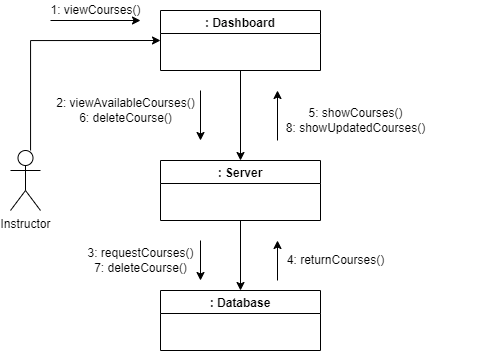 1: viewCourses()
: Dashboard
2: viewAvailableCourses()
6: deleteCourse()
5: showCourses()
8: showUpdatedCourses()
: Server
Instructor
3: requestCourses()
7: deleteCourse()
4: returnCourses()
: Database